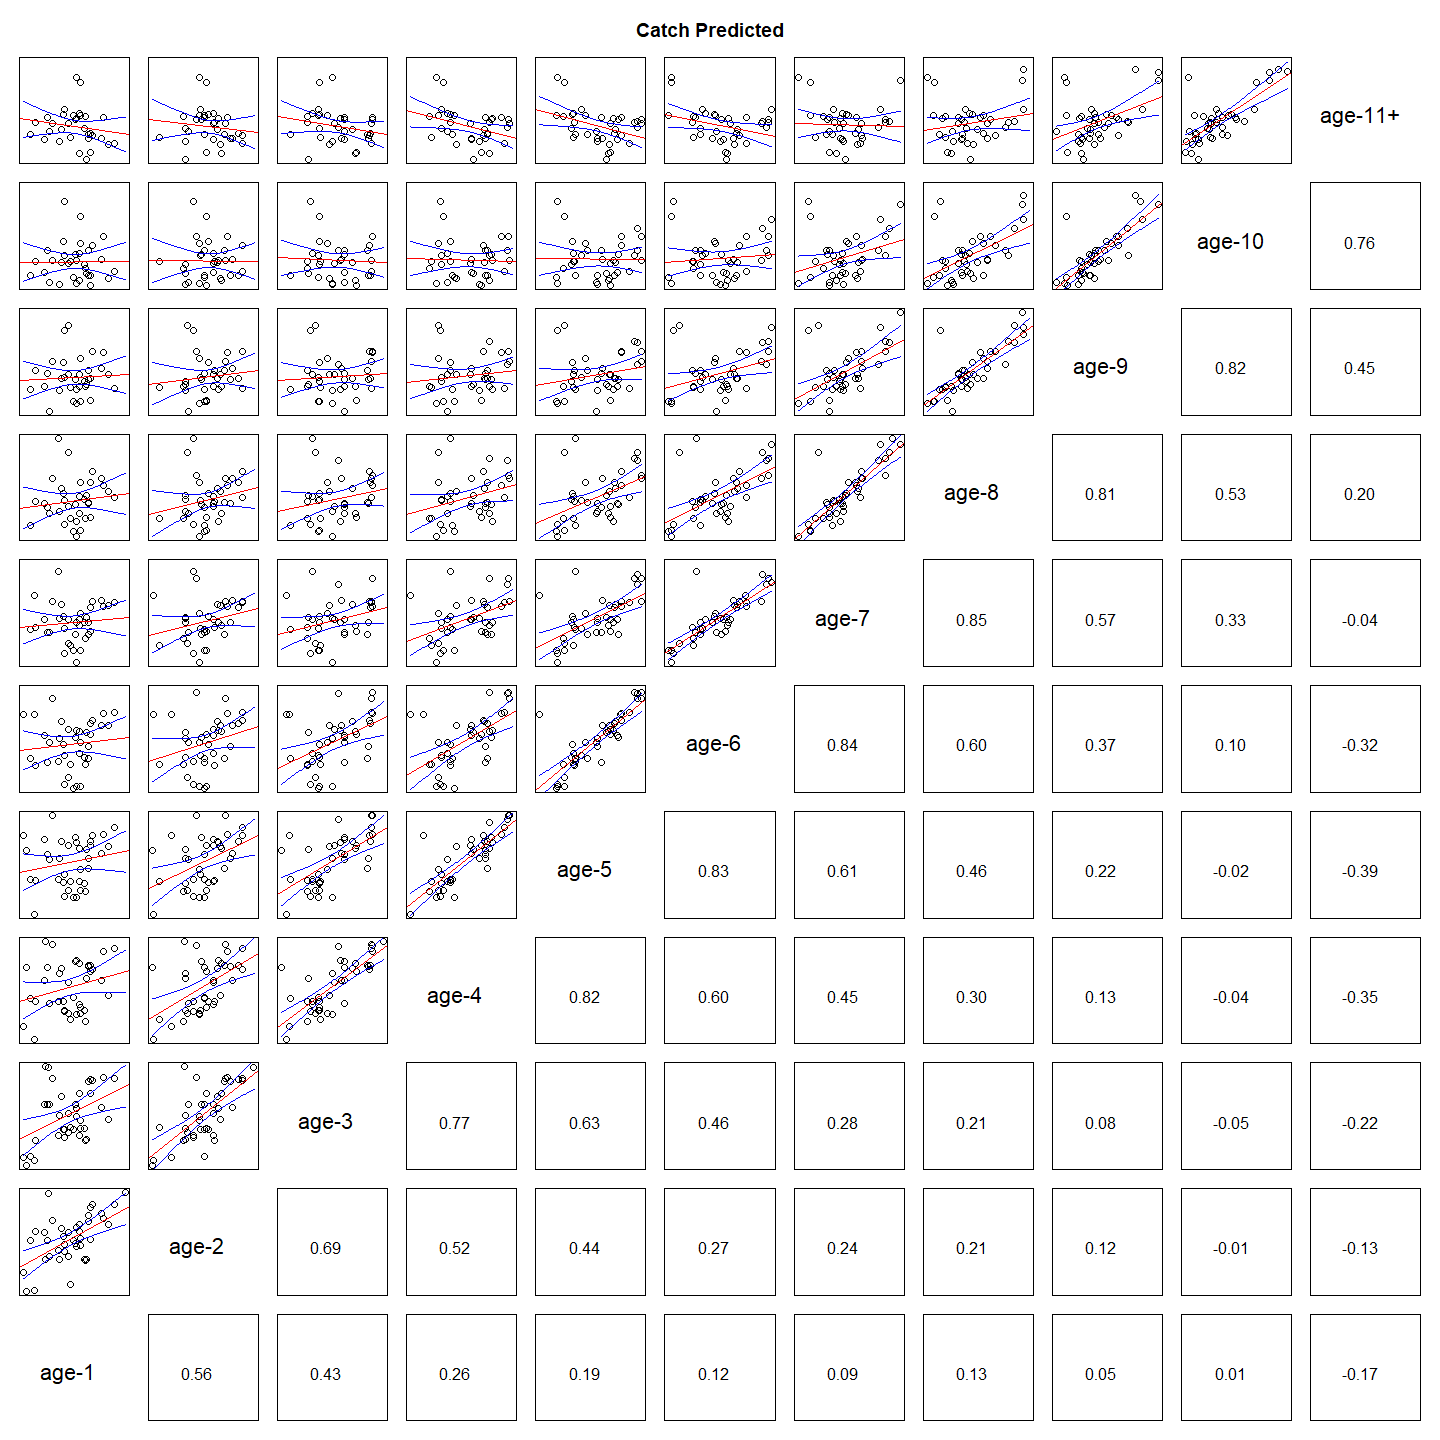 Catch Predicted
age-11+
age-10 0.76
age-9 0.82 0.45
age-8 0.81 0.53 0.20
age-7 0.85 0.57 0.33 -0.04
age-6 0.84 0.60 0.37 0.10 -0.32
age-5 0.83 0.61 0.46 0.22 -0.02 -0.39
age-4 0.82 0.60 0.45 0.30 0.13 -0.04 -0.35
age-3 0.77 0.63 0.46 0.28 0.21 0.08 -0.05 -0.22
age-2 0.69 0.52 0.44 0.27 0.24 0.21 0.12 -0.01 -0.13
age-1 0.56 0.43 0.26 0.19 0.12 0.09 0.13 0.05 0.01 -0.17